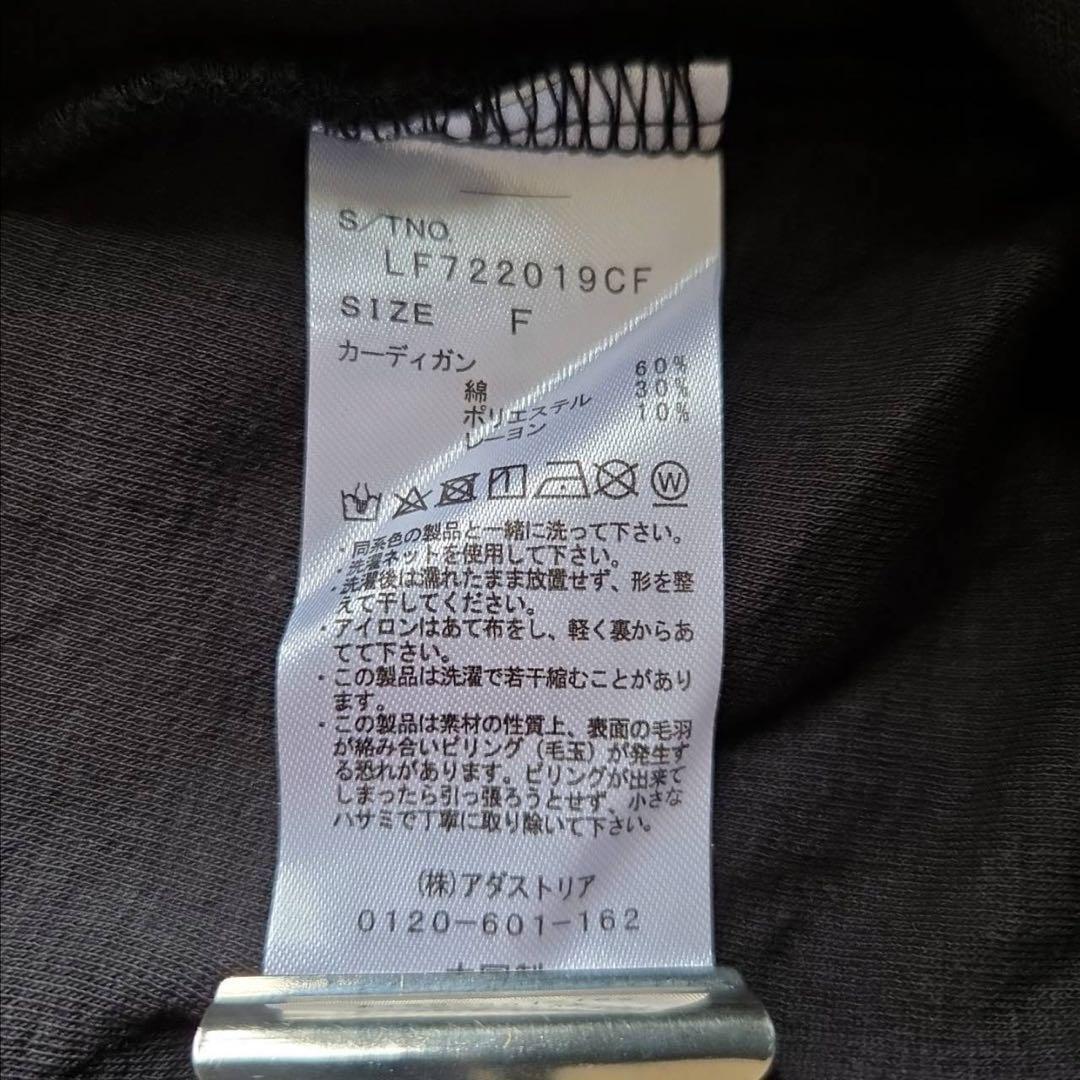 S/TNO.
LF722019CF
SIZE F
カーディガン
綿 60%
ポリエステル 30%
レーヨン 10%
W
・同系色の製品と一緒に洗って下さい。
・洗濯ネットを使用して下さい。
・洗濯後は濡れたまま放置せず、形を整
えて干してください。
・アイロンはあて布をし、軽く裏からあ
てて下さい。
・この製品は洗濯で若干縮むことがあり
ます。
・この製品は素材の性質上、表面の毛羽
が絡み合いピリング(毛玉)が発生す
る恐れがあります。ピリングが出来て
しまったら引っ張ろうとせず、小さな
ハサミで丁寧に取り除いて下さい。
(株)アダストリア
0120-601-162